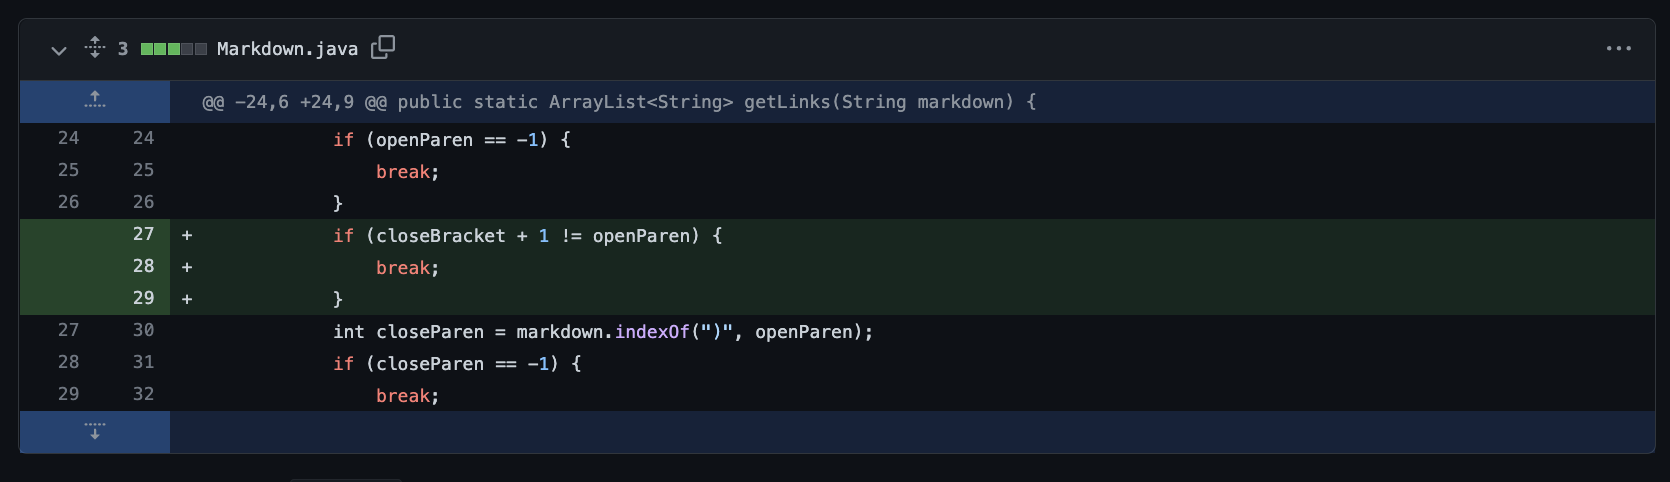 3 Markdown.java
@@ -24,6 +24,9 @@ public static ArrayList<String> getLinks(String markdown) {
24 24 if (openParen == -1) {
25 25 break;
26 26 }
27 + if (closeBracket + 1 != openParen) {
28 + break;
29 + }
27 30 int closeParen = markdown.indexOf(")", openParen);
28 31 if (closeParen == -1) {
29 32 break;